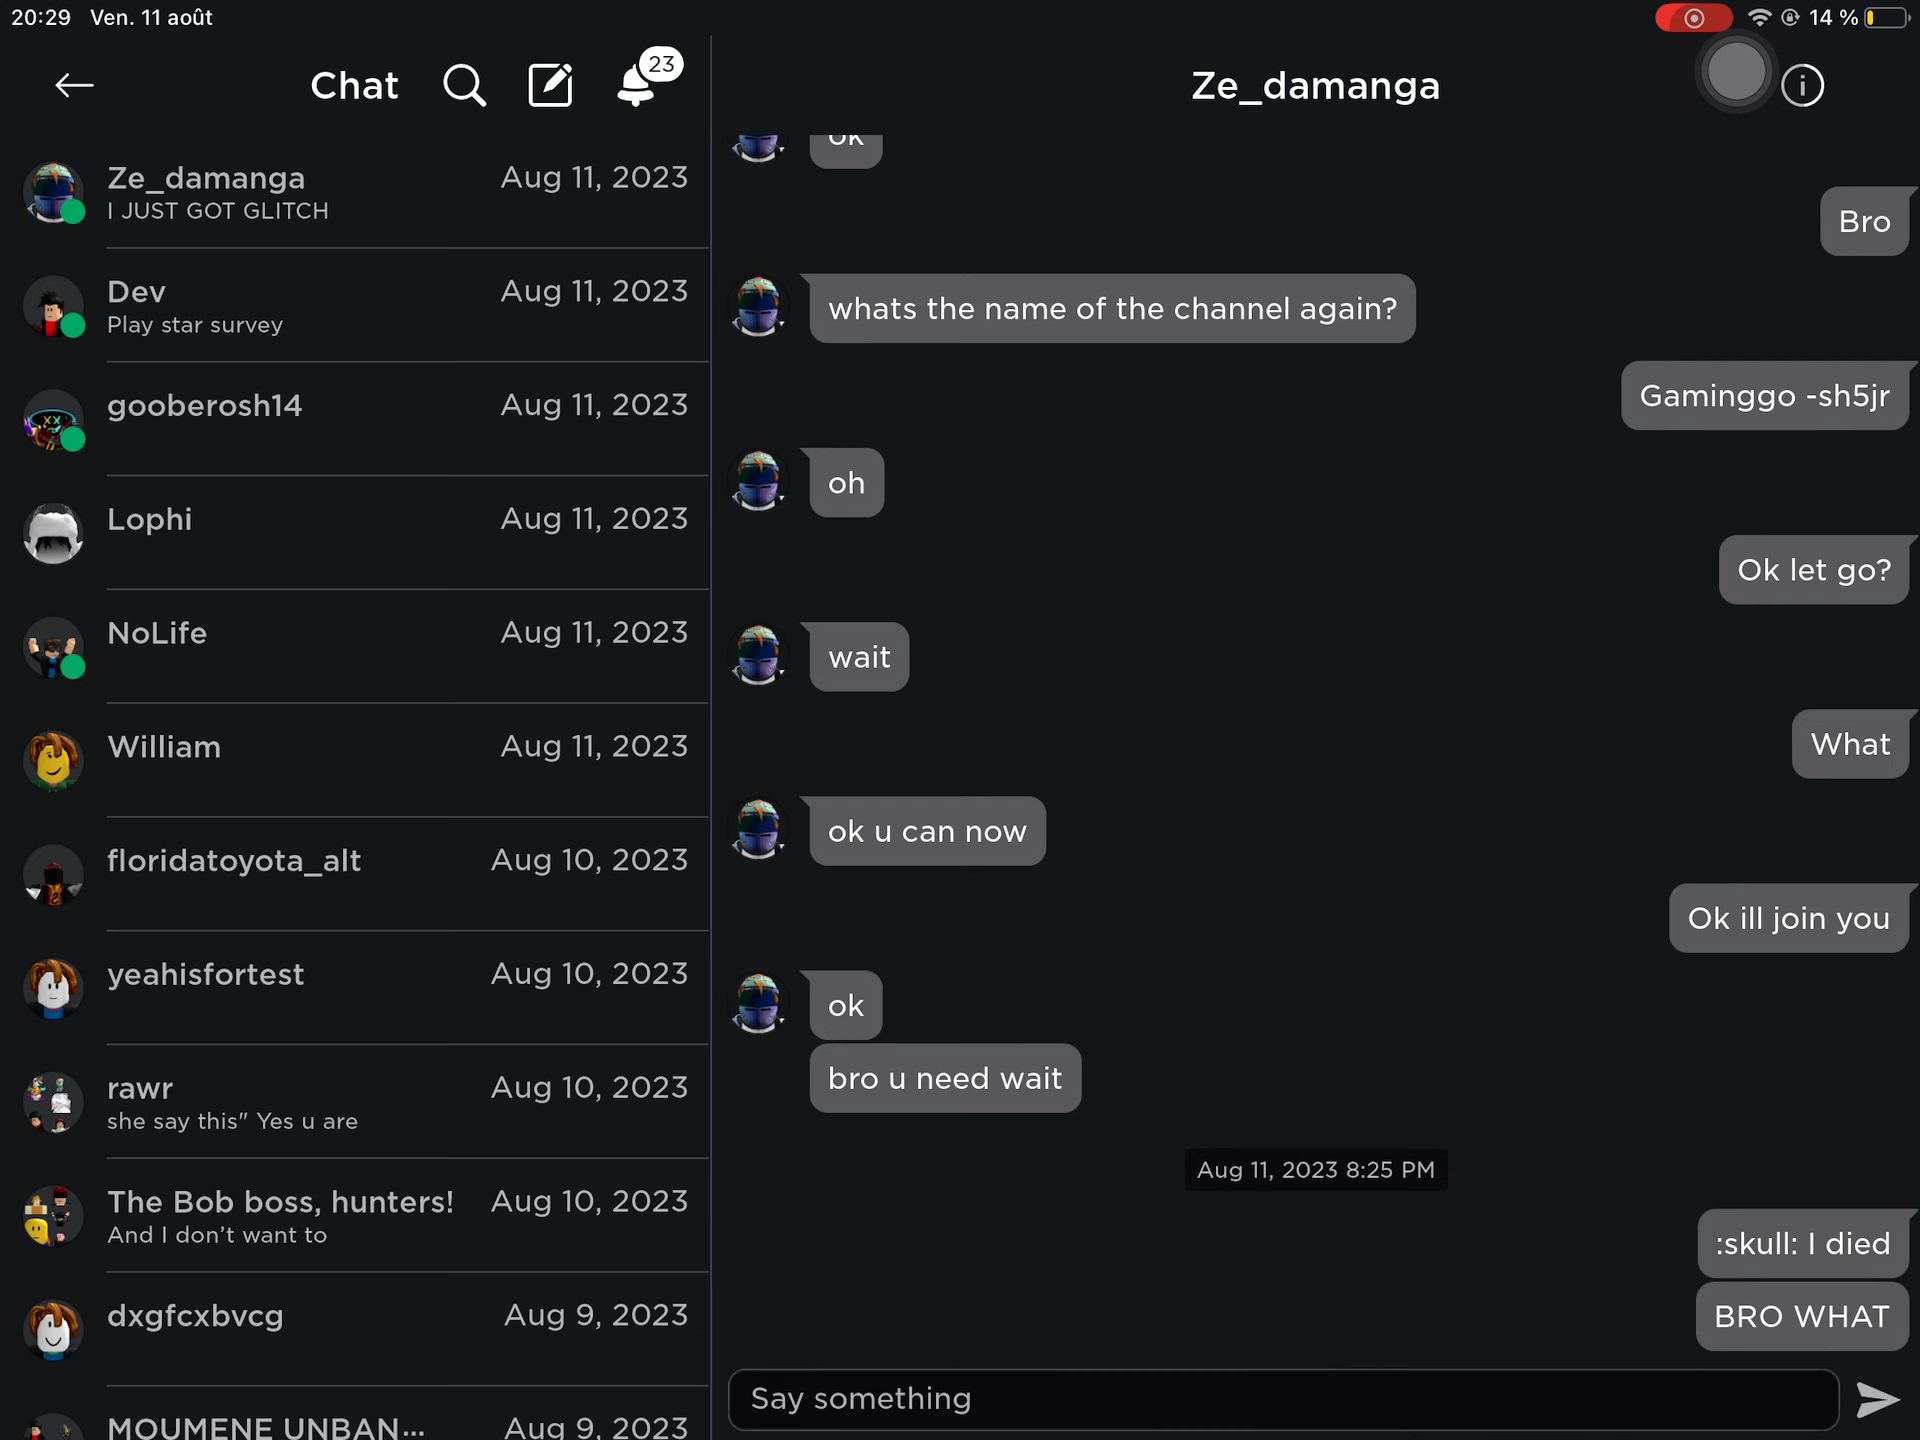 20:29 Ven. 11 août
14 %
Chat
23
Ze_damanga
Aug 11, 2023
I JUST GOT GLITCH
Dev
Aug 11, 2023
Play star survey
gooberosh14
Aug 11, 2023
Lophi
Aug 11, 2023
NoLife
Aug 11, 2023
William
Aug 11, 2023
floridatoyota_alt
Aug 10, 2023
yeahisfortest
Aug 10, 2023
rawr
Aug 10, 2023
she say this" Yes u are
The Bob boss, hunters!
Aug 10, 2023
And I don’t want to
dxgfcxbvcg
Aug 9, 2023
MOUMENE UNBAN...
Aug 9, 2023
Ze_damanga
ok
Bro
whats the name of the channel again?
Gaminggo -sh5jr
oh
Ok let go?
wait
What
ok u can now
Ok ill join you
ok
bro u need wait
Aug 11, 2023 8:25 PM
:skull: I died
BRO WHAT
Say something